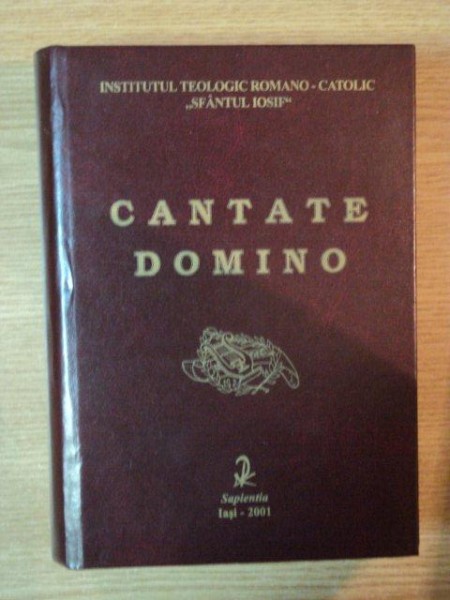 INSTITUTUL TEOLOGIC ROMANO - CATOLIC
„SFÂNTUL IOSIF“
CANTATE
DOMINO
Sapientia
Iaşi - 2001